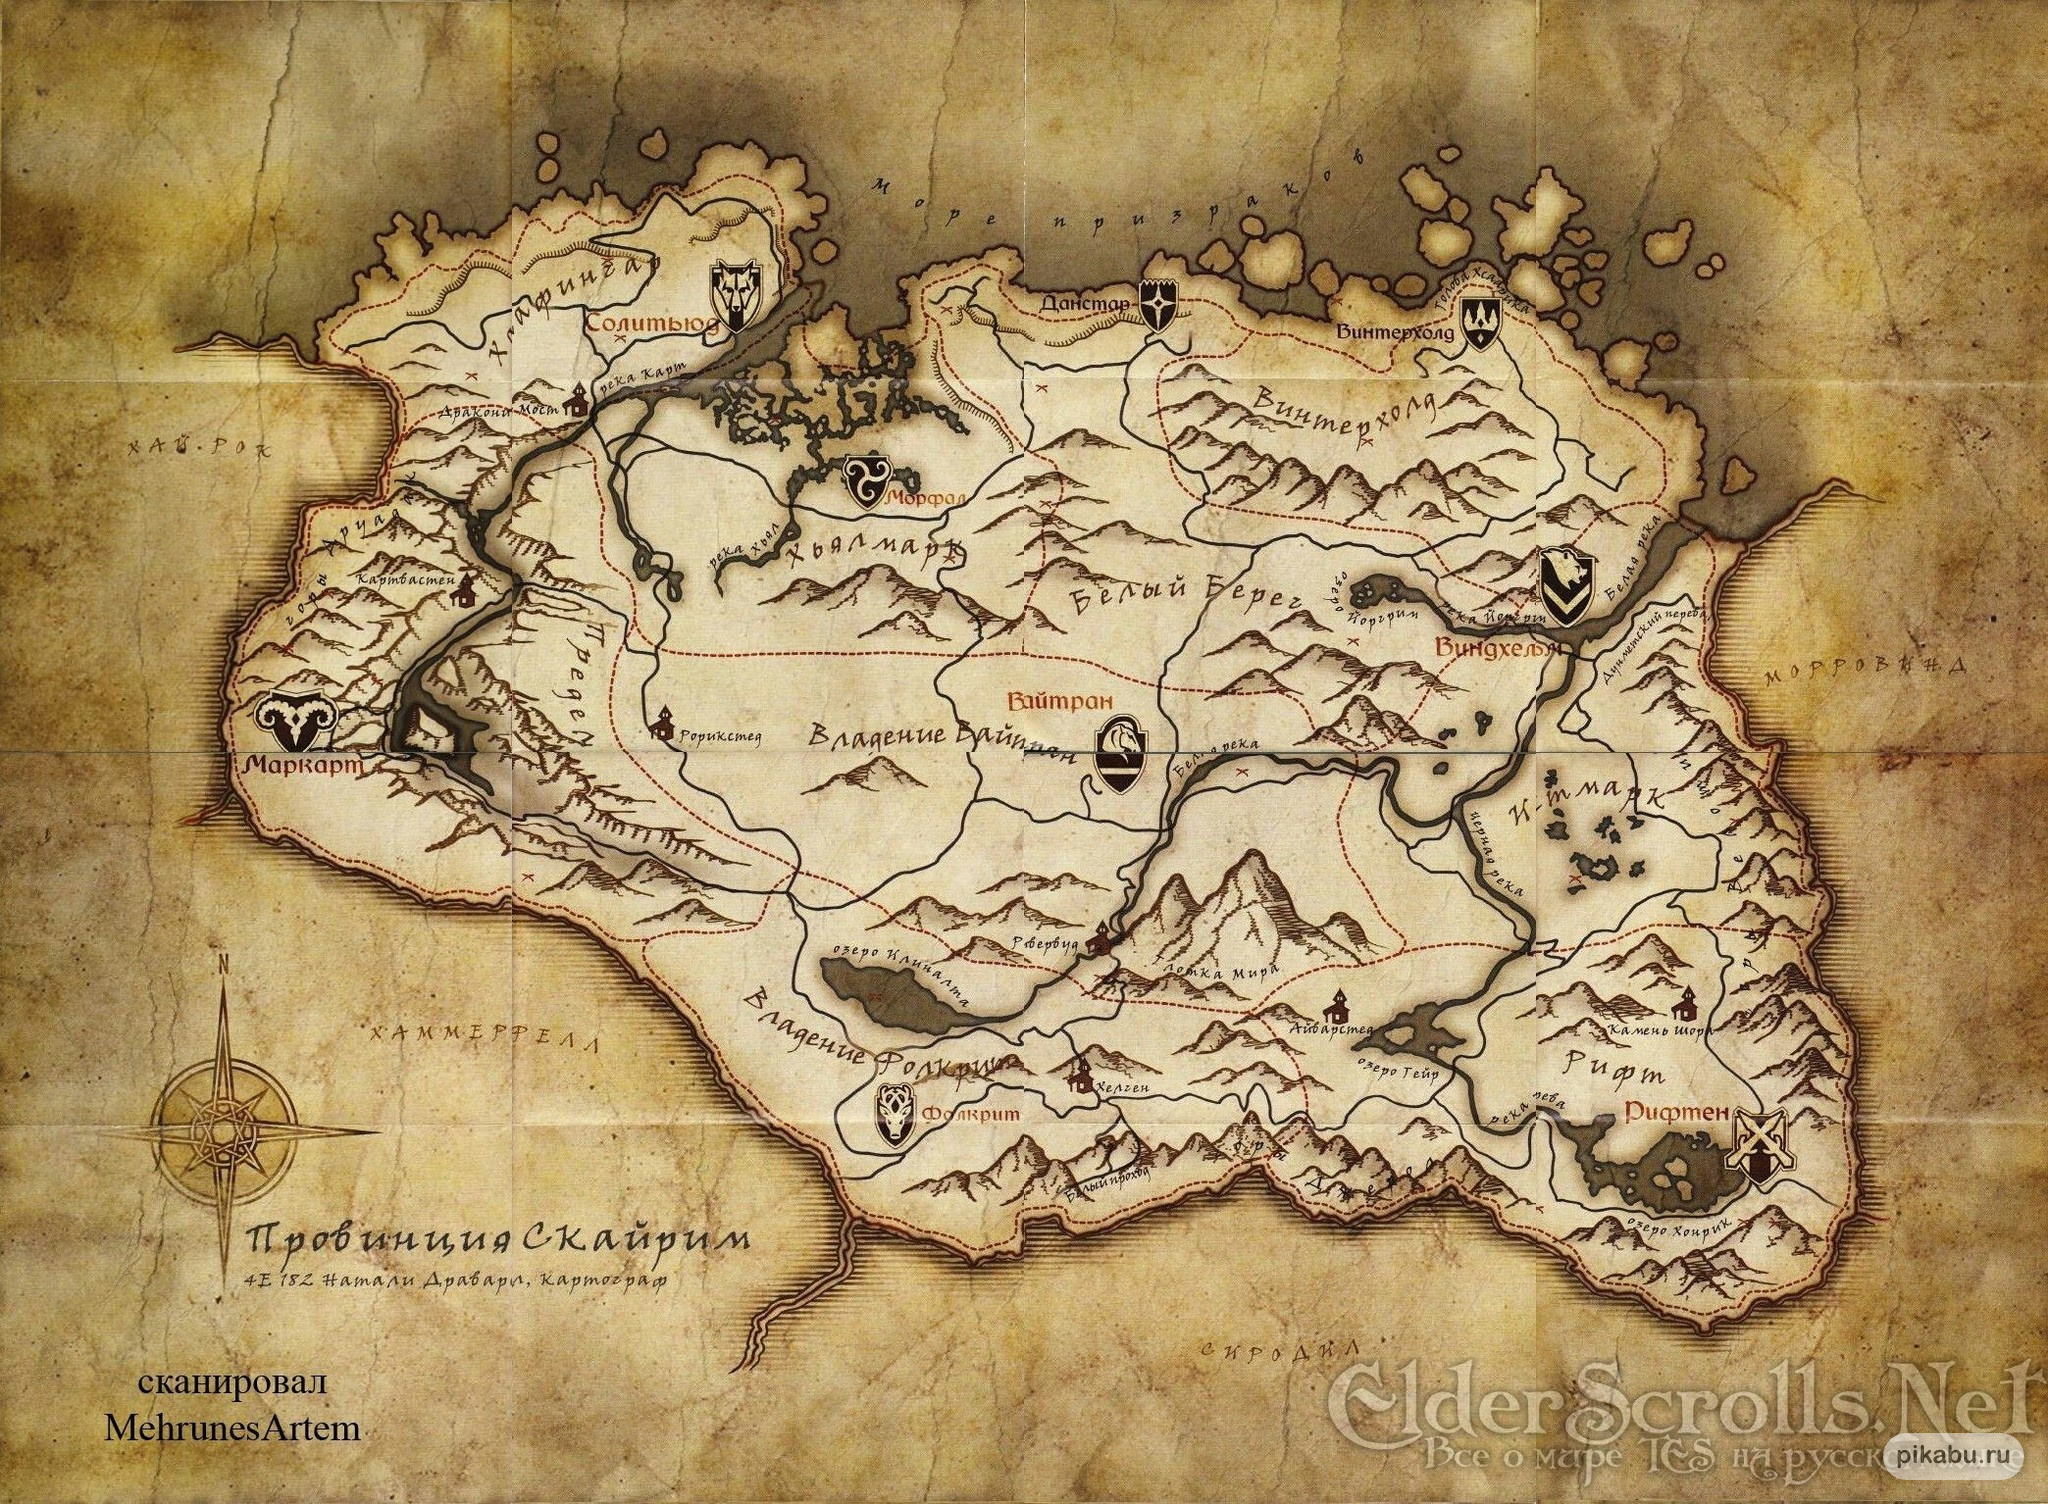 Море призраков
Хаафингар
Солитьюд
Данстар
Винтерхолд
Голова Ксарика
река Карт
Драконий Мост
Винтерхолд
ХАЙ-РОК
Морфал
горы Друадак
река Хьял
Хьялмарк
Белый Берег
озеро Йоргрим
река Йоргрим
Белая река
Картвастен
Виндхельм
Данметский перевал
МОРРОВИНД
Предел
Вайтран
Рорикстед
Владение Вайтран
Маркарт
Белая река
Истмарк
черная река
Ривервуд
озеро Илиналта
Глотка Мира
Айварстед
Камень Шора
Владение Фолкрит
озеро Гейр
Рифт
ХАММЕРФЕЛЛ
Хелген
Фолкрит
Рифтен
Белый проход
горы Джерол
озеро Хонрик
N
Провинция Скайрим
4E 182 Натали Драварл, Картограф
СИРОДИЛ
сканировал
MehrunesArtem
ElderScrolls.Net
Все о мире TES на русском языке
pikabu.ru